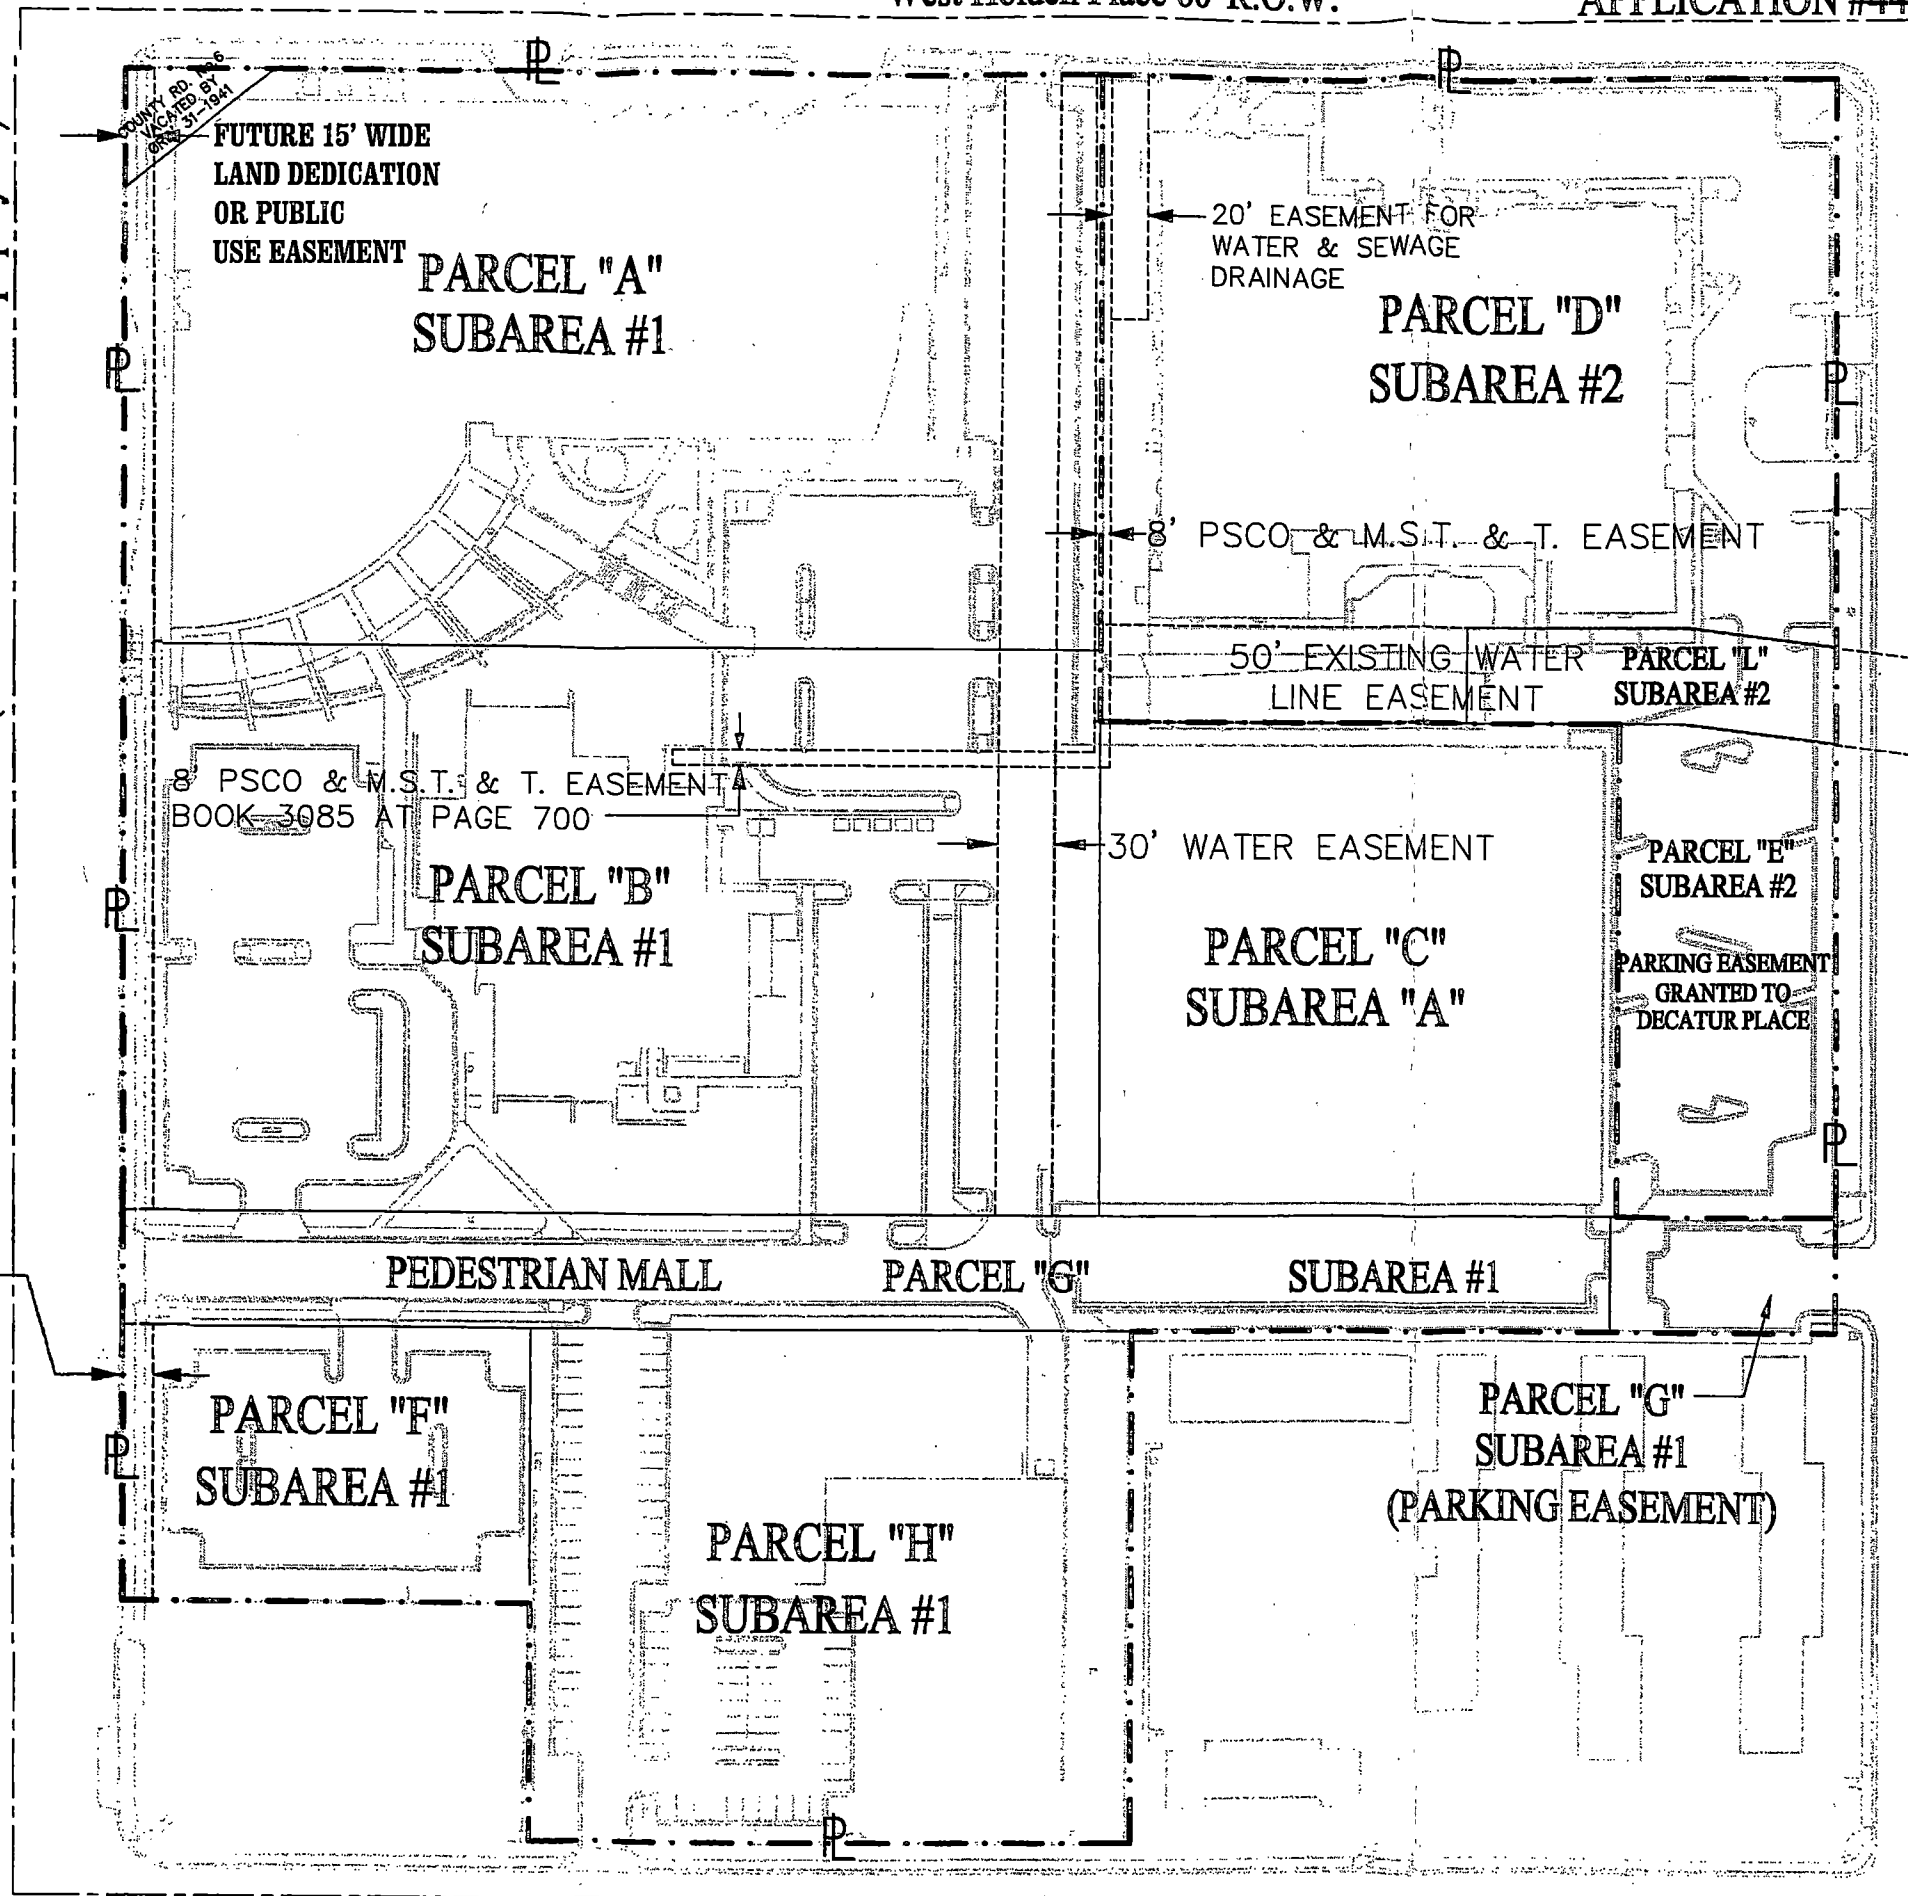 West Holden Place 60' R.O.W.
APPLICATION #44
COUNTY RD. No.6
VACATED BY
ORD. 31-1941
FUTURE 15' WIDE
LAND DEDICATION
OR PUBLIC
USE EASEMENT
PARCEL "A"
SUBAREA #1
20' EASEMENT FOR
WATER & SEWAGE
DRAINAGE
PARCEL "D"
SUBAREA #2
8' PSCO & M.S.T. & T. EASEMENT
50' EXISTING WATER
LINE EASEMENT
PARCEL "L"
SUBAREA #2
8' PSCO & M.S.T. & T. EASEMENT
BOOK 3085 AT PAGE 700
30' WATER EASEMENT
PARCEL "B"
SUBAREA #1
PARCEL "C"
SUBAREA "A"
PARCEL "E"
SUBAREA #2
PARKING EASEMENT
GRANTED TO
DECATUR PLACE
PEDESTRIAN MALL
PARCEL "G"
SUBAREA #1
PARCEL "F"
SUBAREA #1
PARCEL "H"
SUBAREA #1
PARCEL "G"
SUBAREA #1
(PARKING EASEMENT)
PL
PL
PL
PL
PL
PL
PL
PL